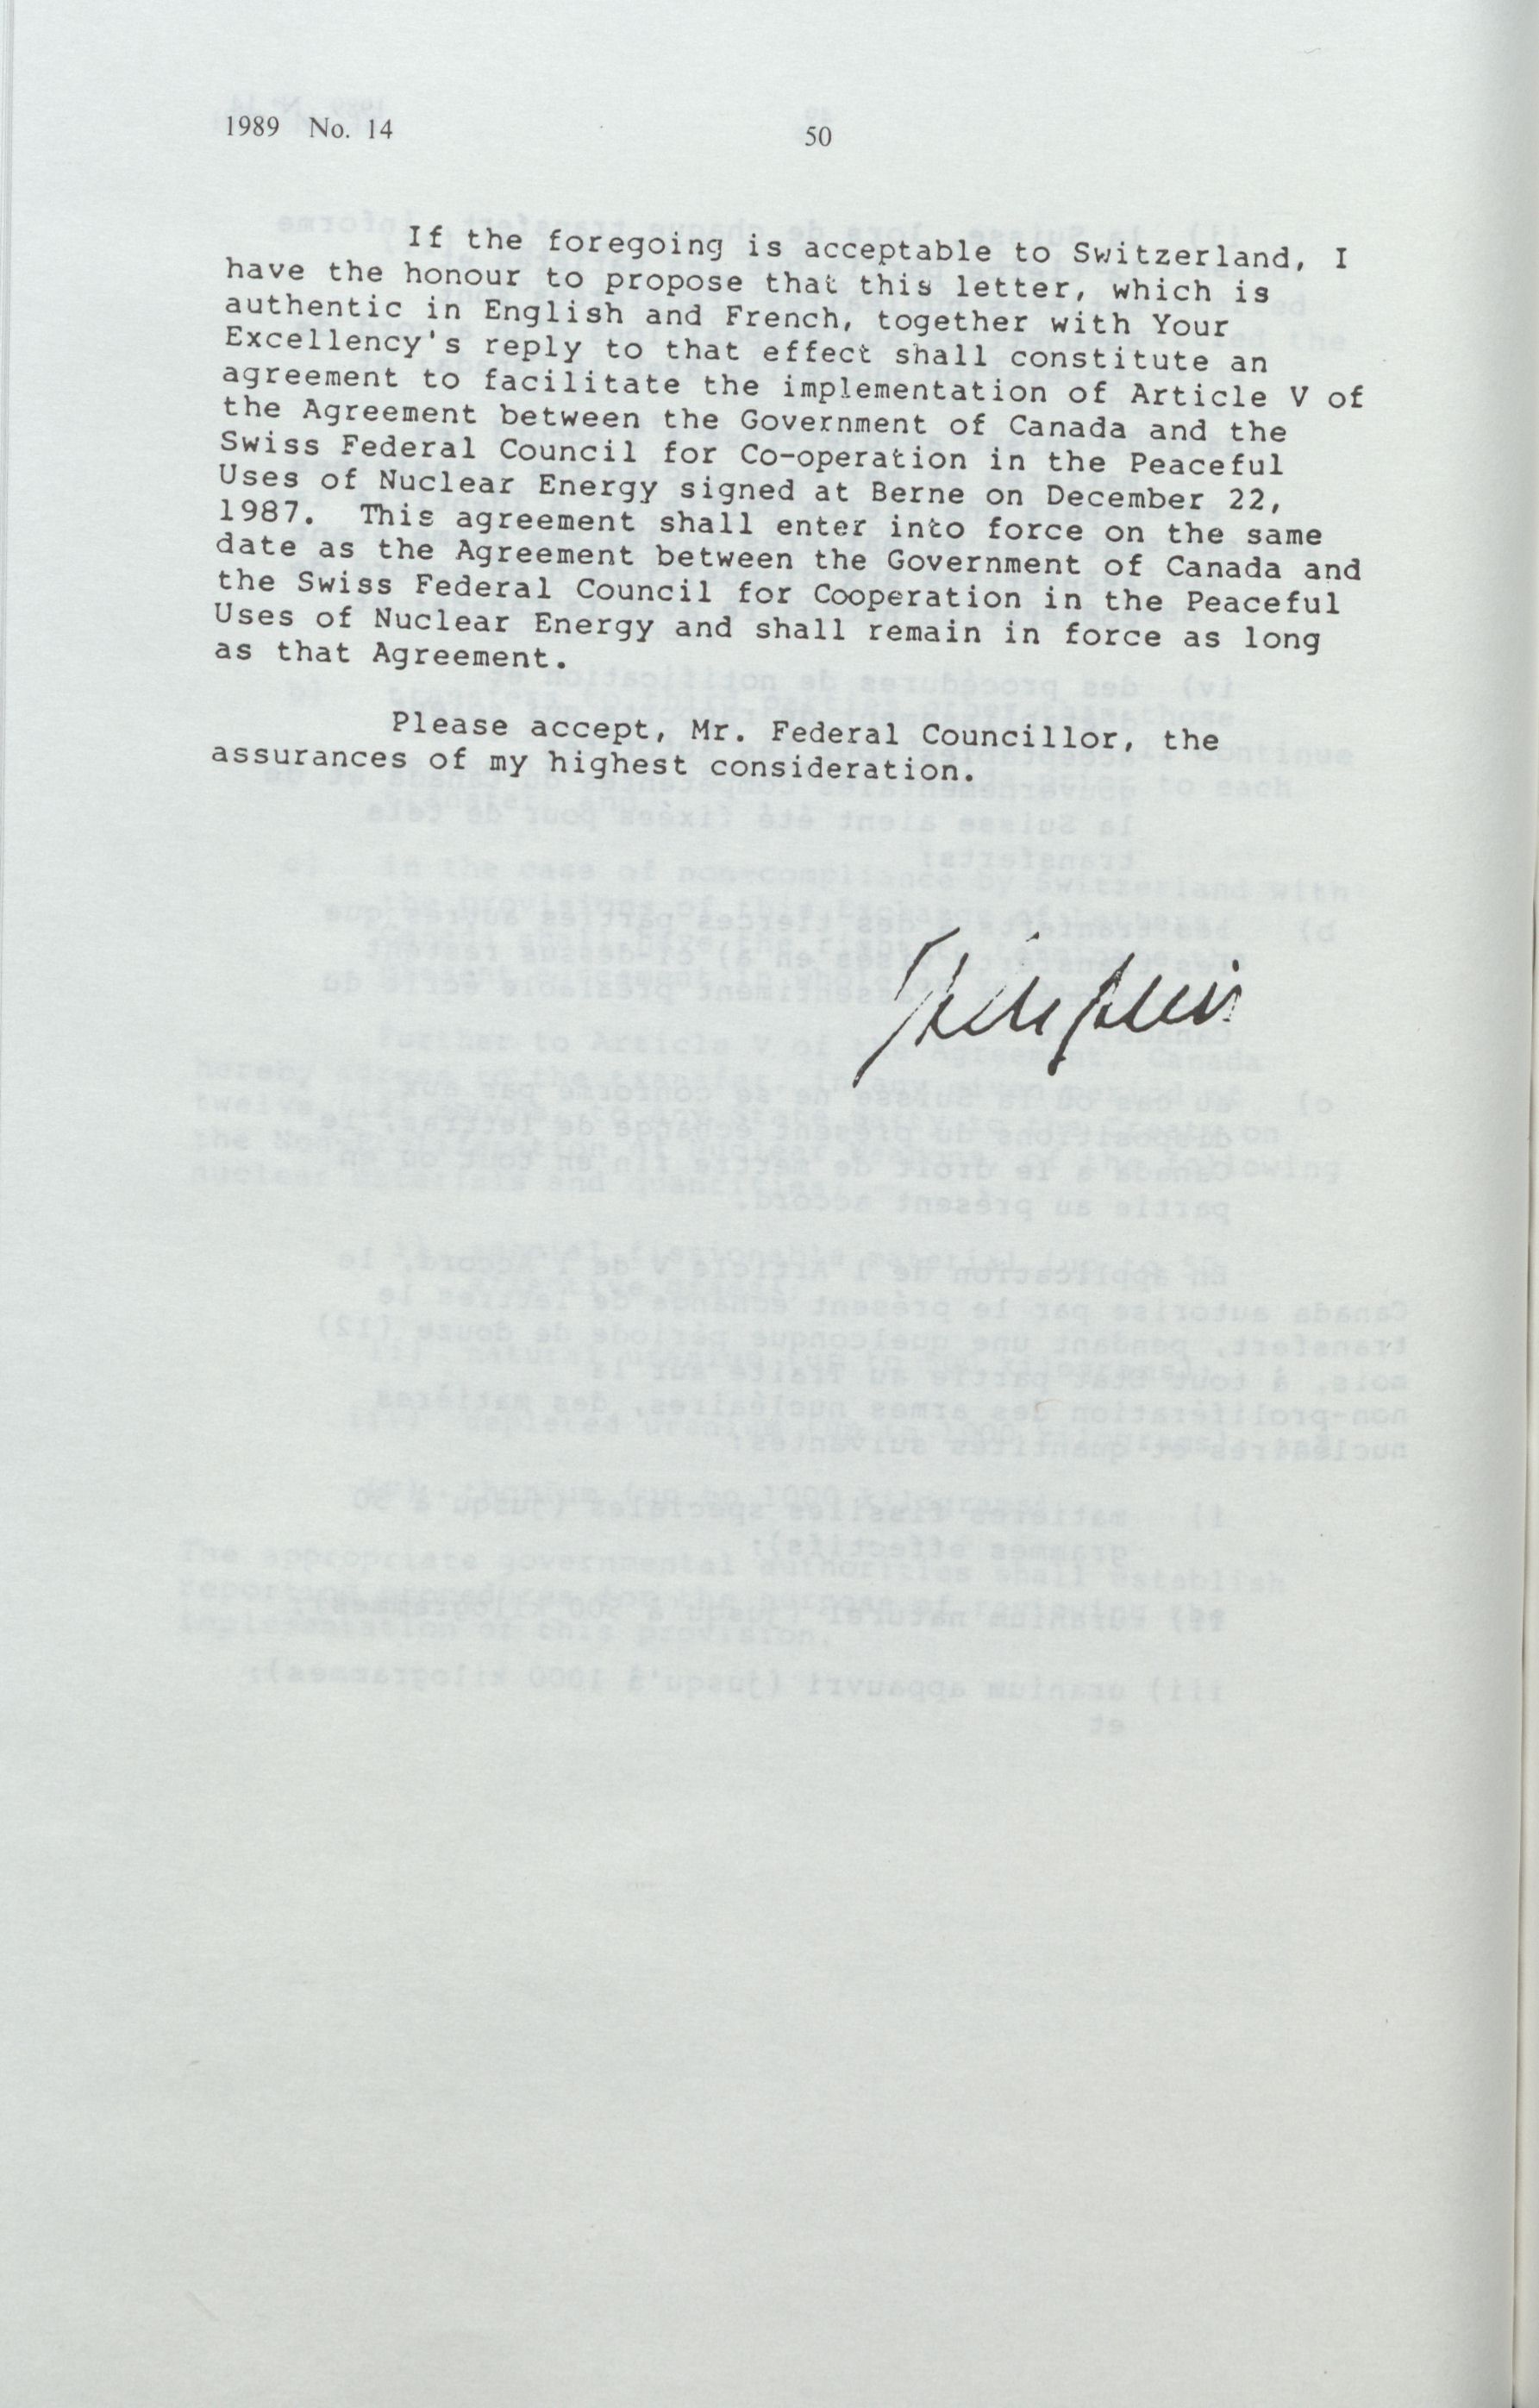 1989 No. 14
50
If the foregoing is acceptable to Switzerland, I
have the honour to propose that this letter, which is
authentic in English and French, together with Your
Excellency's reply to that effect shall constitute an
agreement to facilitate the implementation of Article V of
the Agreement between the Government of Canada and the
Swiss Federal Council for Co-operation in the Peaceful
Uses of Nuclear Energy signed at Berne on December 22,
1987. This agreement shall enter into force on the same
date as the Agreement between the Government of Canada and
the Swiss Federal Council for Cooperation in the Peaceful
Uses of Nuclear Energy and shall remain in force as long
as that Agreement.
Please accept, Mr. Federal Councillor, the
assurances of my highest consideration.